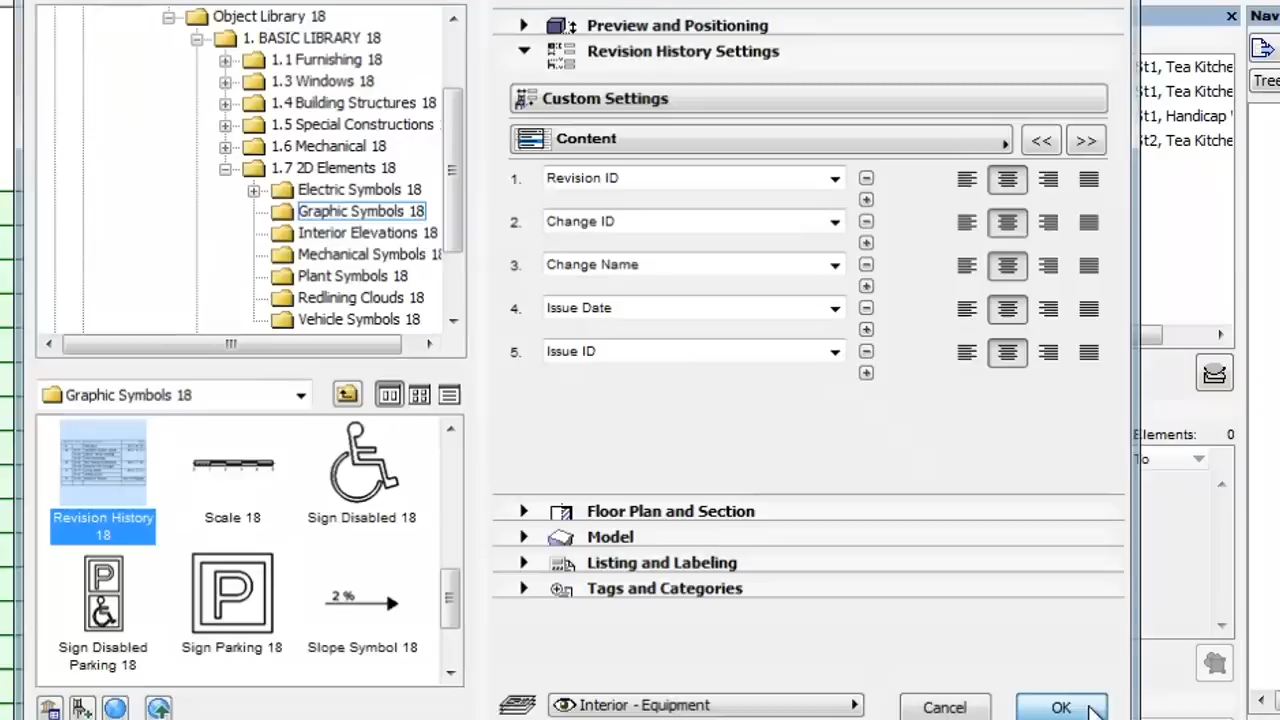 Object Library 18
1. BASIC LIBRARY 18
1.1 Furnishing 18
1.3 Windows 18
1.4 Building Structures 18
1.5 Special Constructions
1.6 Mechanical 18
1.7 2D Elements 18
Electric Symbols 18
Graphic Symbols 18
Interior Elevations 18
Mechanical Symbols 18
Plant Symbols 18
Redlining Clouds 18
Vehicle Symbols 18
Graphic Symbols 18
Revision History
18
Scale 18
Sign Disabled 18
P
P
2 %
Sign Disabled
Parking 18
Sign Parking 18
Slope Symbol 18
Preview and Positioning
Revision History Settings
Custom Settings
Content
<<
>>
1. Revision ID
2. Change ID
3. Change Name
4. Issue Date
5. Issue ID
Floor Plan and Section
Model
Listing and Labeling
Tags and Categories
Interior - Equipment
Cancel
OK
Nav
Tree
St1, Tea Kitche
St1, Tea Kitche
St1, Handicap
St2, Tea Kitche
Elements: 0
To